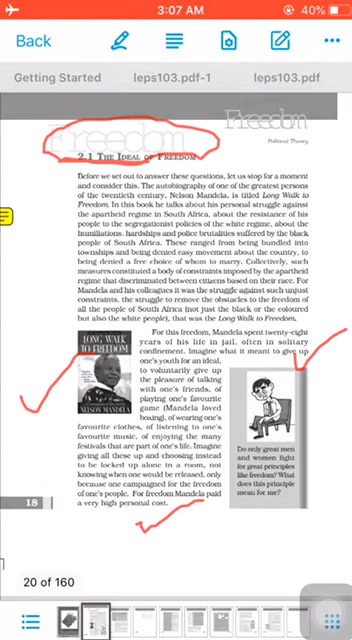 3:07 AM
40%
Back
Getting Started
leps103.pdf-1
leps103.pdf
Freedom
Freedom
Political Theory
2.1 THE IDEAL OF FREEDOM
Before we set out to answer these questions, let us stop for a moment
and consider this. The autobiography of one of the greatest persons
of the twentieth century, Nelson Mandela, is titled Long Walk to
Freedom. In this book he talks about his personal struggle against
the apartheid regime in South Africa, about the resistance of his
people to the segregationist policies of the white regime, about the
humiliations, hardships and police brutalities suffered by the black
people of South Africa. These ranged from being bundled into
townships and being denied easy movement about the country, to
being denied a free choice of whom to marry. Collectively, such
measures constituted a body of constraints imposed by the apartheid
regime that discriminated between citizens based on their race. For
Mandela and his colleagues it was the struggle against such unjust
constraints, the struggle to remove the obstacles to the freedom of
all the people of South Africa (not just the black or the coloured
but also the white people), that was the Long Walk to Freedom.
For this freedom, Mandela spent twenty-eight
years of his life in jail, often in solitary
confinement. Imagine what it meant to give up
one's youth for an ideal,
to voluntarily give up
the pleasure of talking
with one's friends, of
playing one's favourite
game (Mandela loved
boxing), of wearing one's
favourite clothes, of listening to one's
favourite music, of enjoying the many
festivals that are part of one's life. Imagine
giving all these up and choosing instead
to be locked up alone in a room, not
knowing when one would be released, only
because one campaigned for the freedom
of one's people. For freedom Mandela paid
a very high personal cost.
LONG WALK
TO FREEDOM
NELSON MANDELA
Do only great men
and women fight
for great principles
like freedom? What
does this principle
mean for me?
18
20 of 160